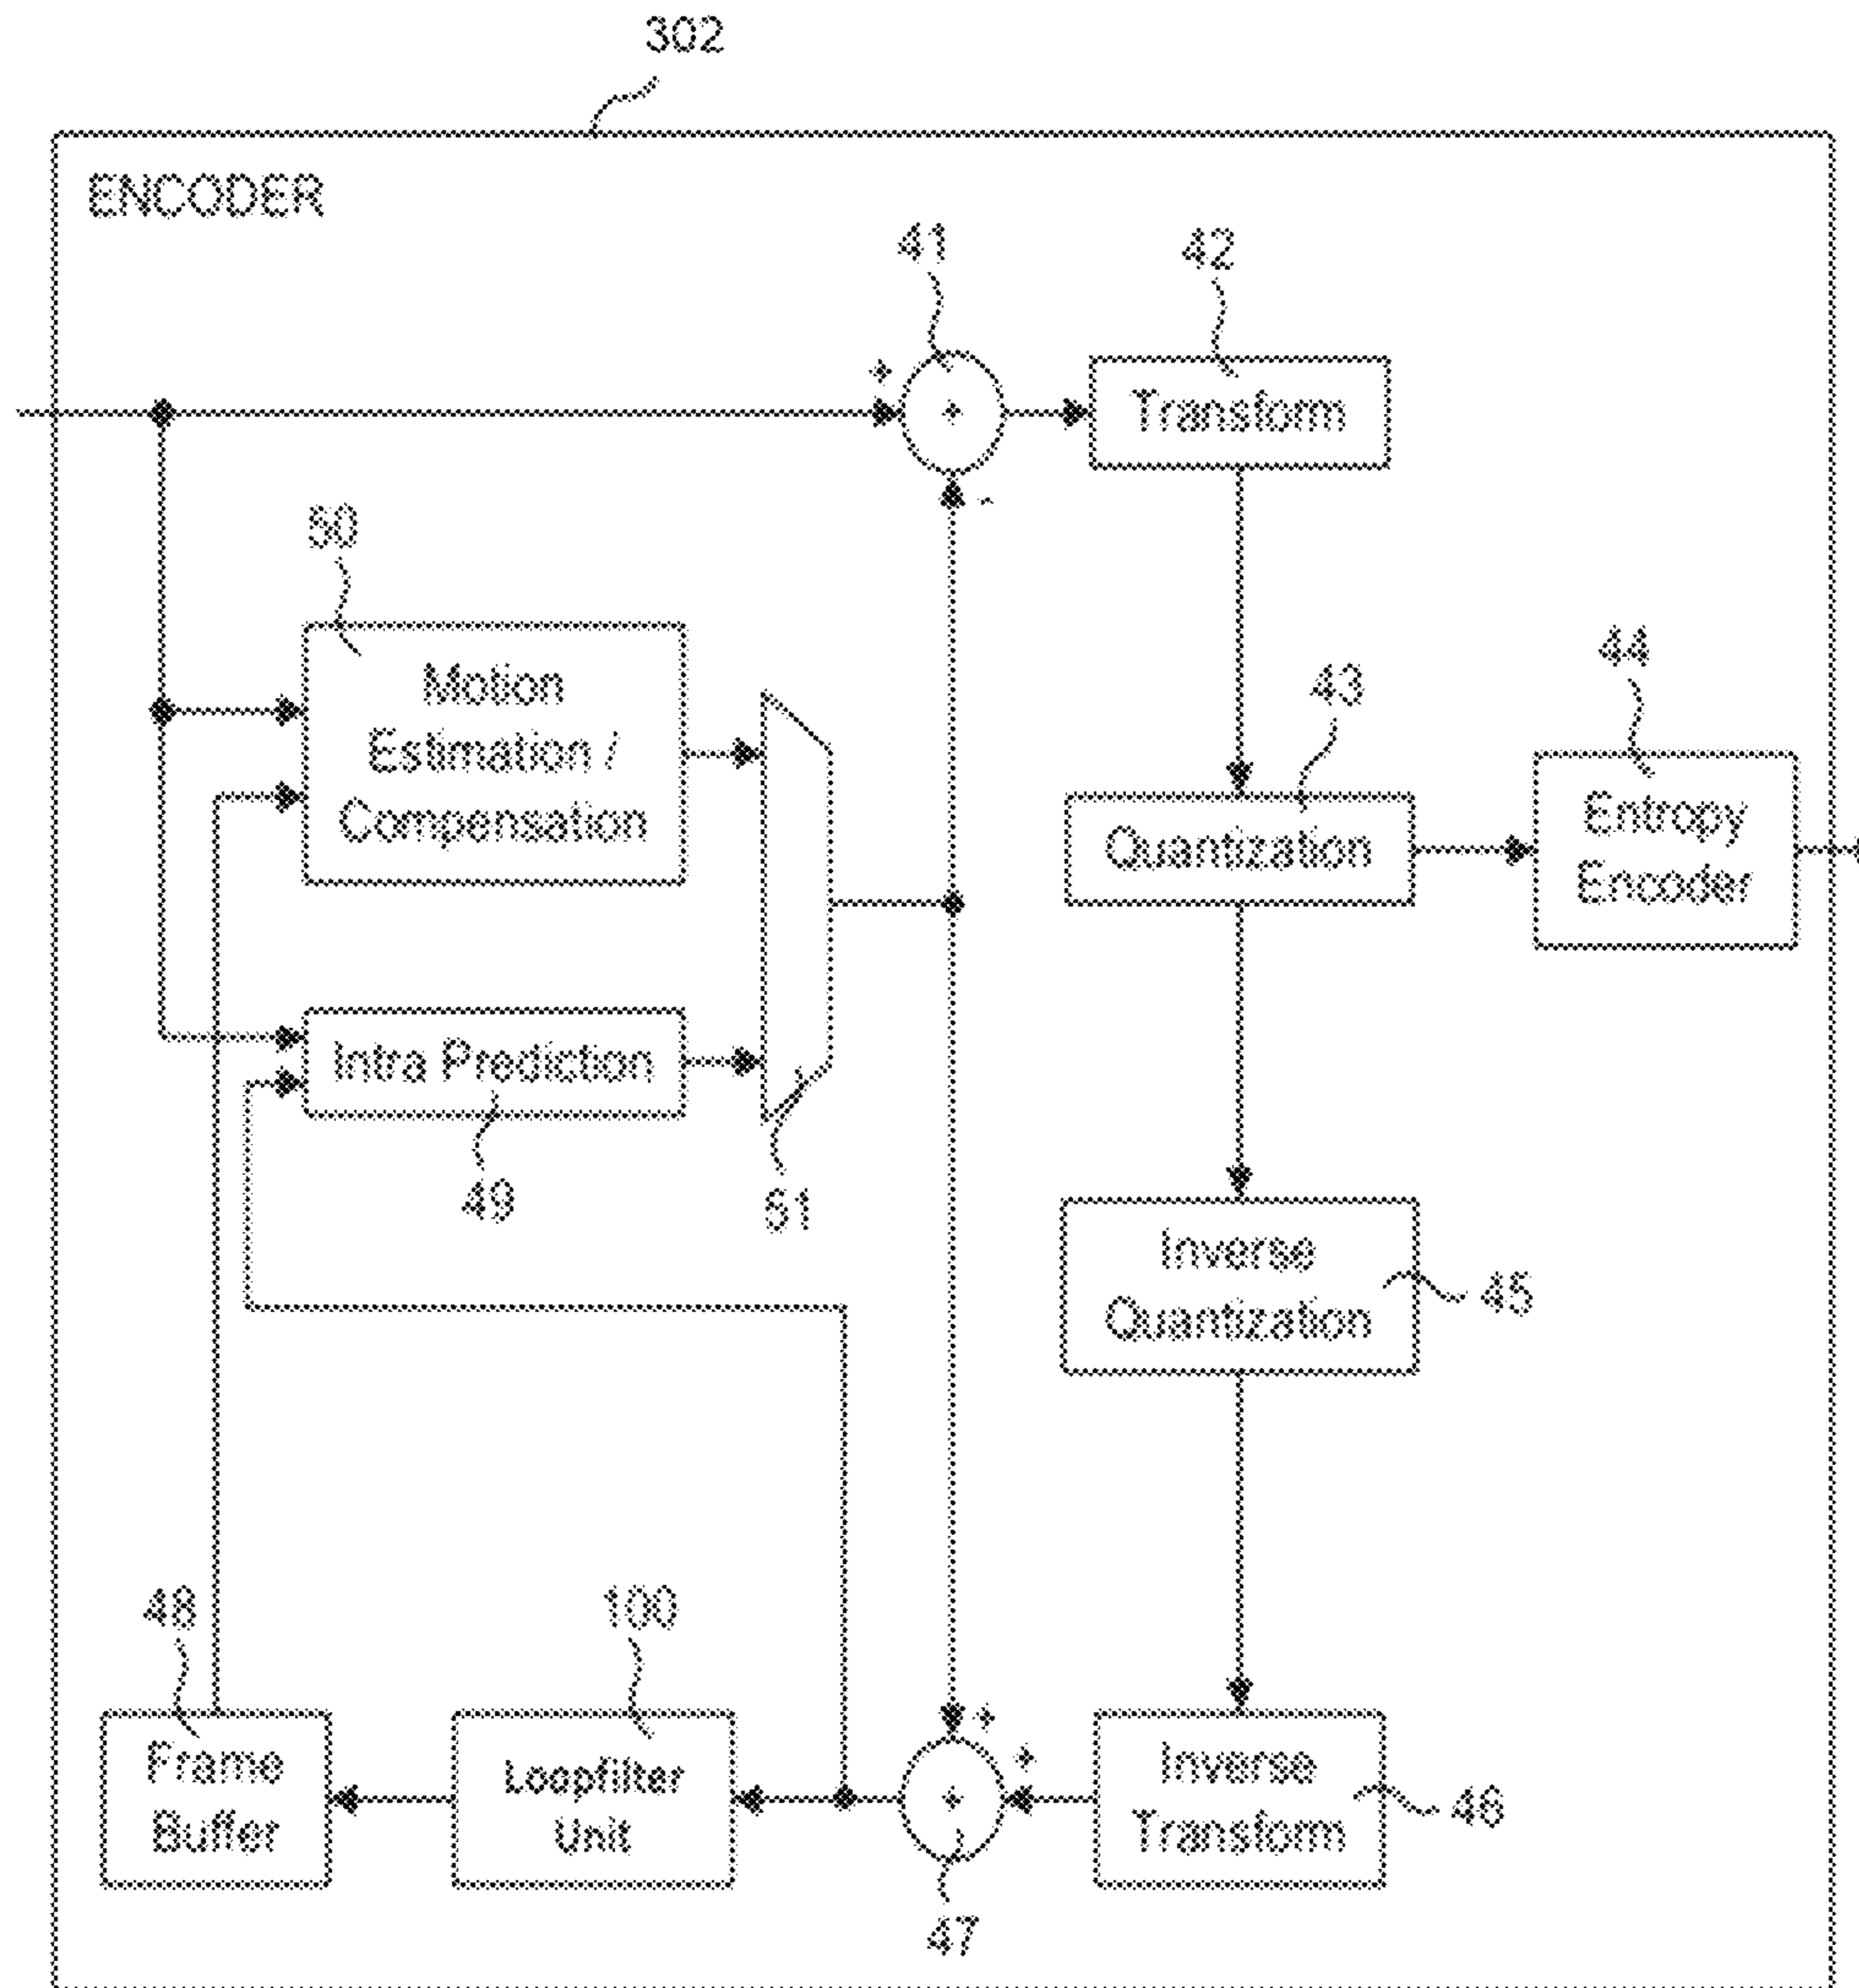 302
ENCODER
41
42
+
+
Transform
-
50
Motion
Estimation /
Compensation
43
44
Quantization
Entropy
Encoder
Intra Prediction
49
51
Inverse
Quantization
45
48
100
+
+
Frame
Buffer
Loopfilter
Unit
+
Inverse
Transform
46
47